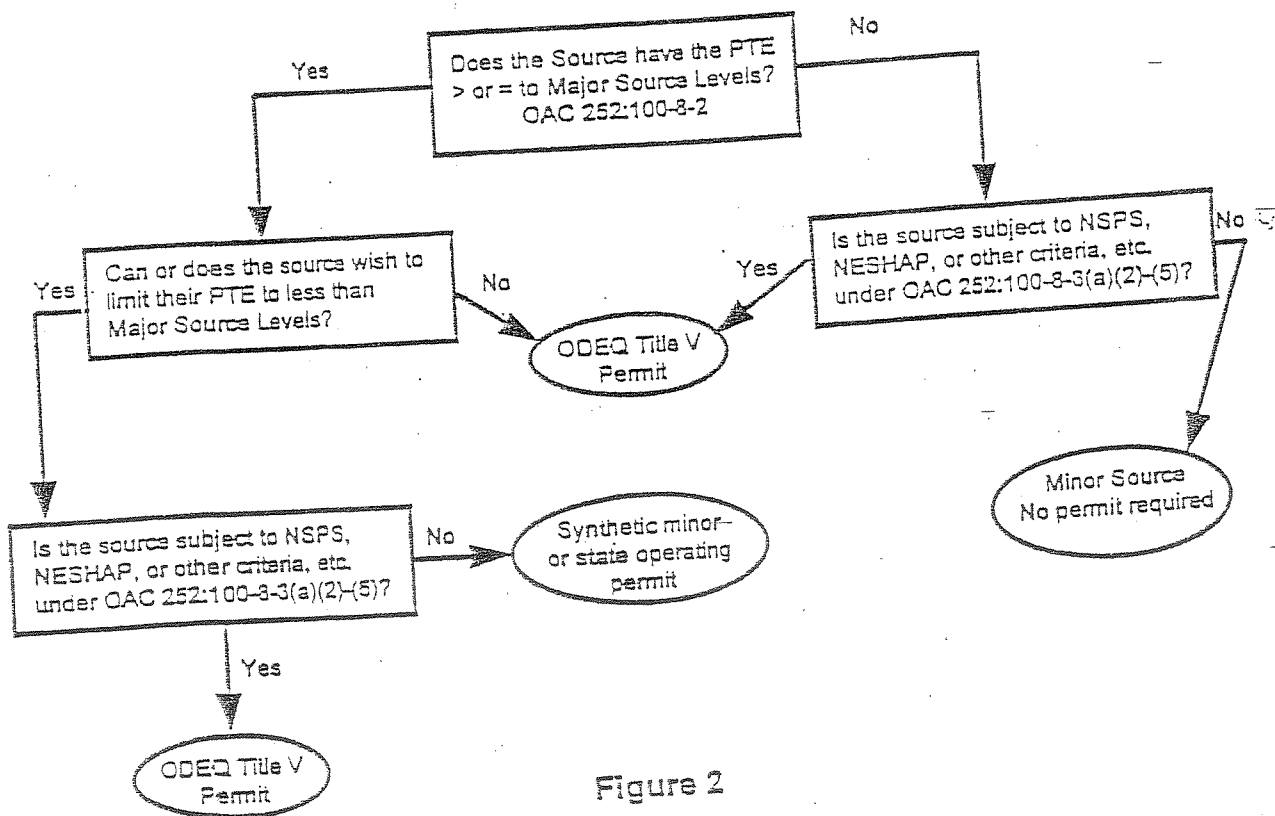 Does the Source have the PTE
> or = to Major Source Levels?
OAC 252:100-8-2
Yes
No
Can or does the source wish to
limit their PTE to less than
Major Source Levels?
Yes
No
Is the source subject to NSPS,
NESHAP, or other criteria, etc.
under OAC 252:100-8-3(a)(2)-(5)?
Yes
No
ODEQ Title V
Permit
Minor Source
No permit required
Is the source subject to NSPS,
NESHAP, or other criteria, etc.
under OAC 252:100-8-3(a)(2)-(5)?
No
Synthetic minor-
or state operating
permit
Yes
ODEQ Title V
Permit
Figure 2